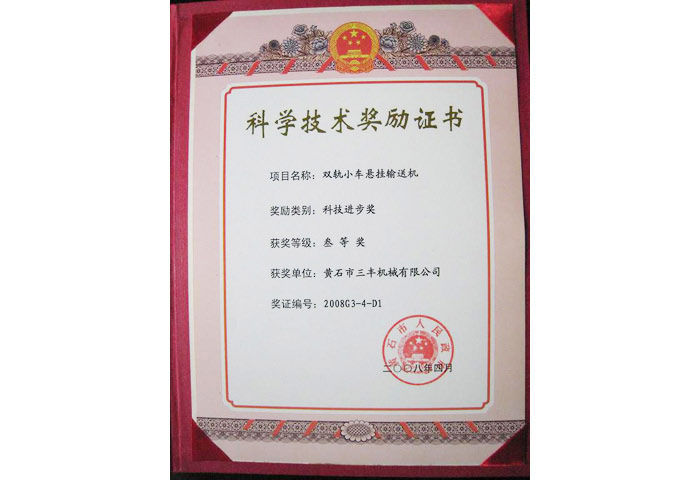 科学技术奖励证书
项目名称：双轨小车悬挂输送机
奖励类别：科技进步奖
获奖等级：叁等奖
获奖单位：黄石市三丰机械有限公司
奖证编号：2008G3-4-D1
黄石市人民政府
二〇〇八年四月